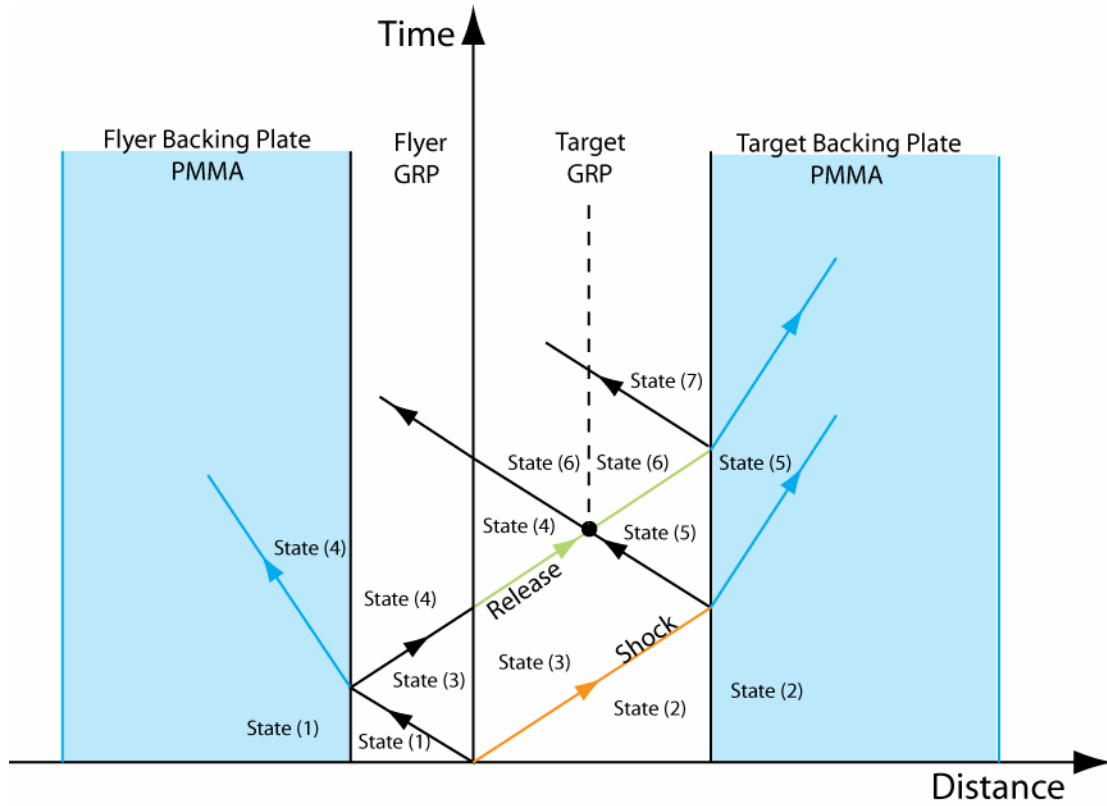 Time
Flyer Backing Plate
PMMA
Flyer
GRP
Target
GRP
Target Backing Plate
PMMA
State (7)
State (6)
State (6)
State (5)
State (4)
State (5)
State (4)
Release
State (4)
Shock
State (3)
State (3)
State (2)
State (2)
State (1)
State (1)
Distance